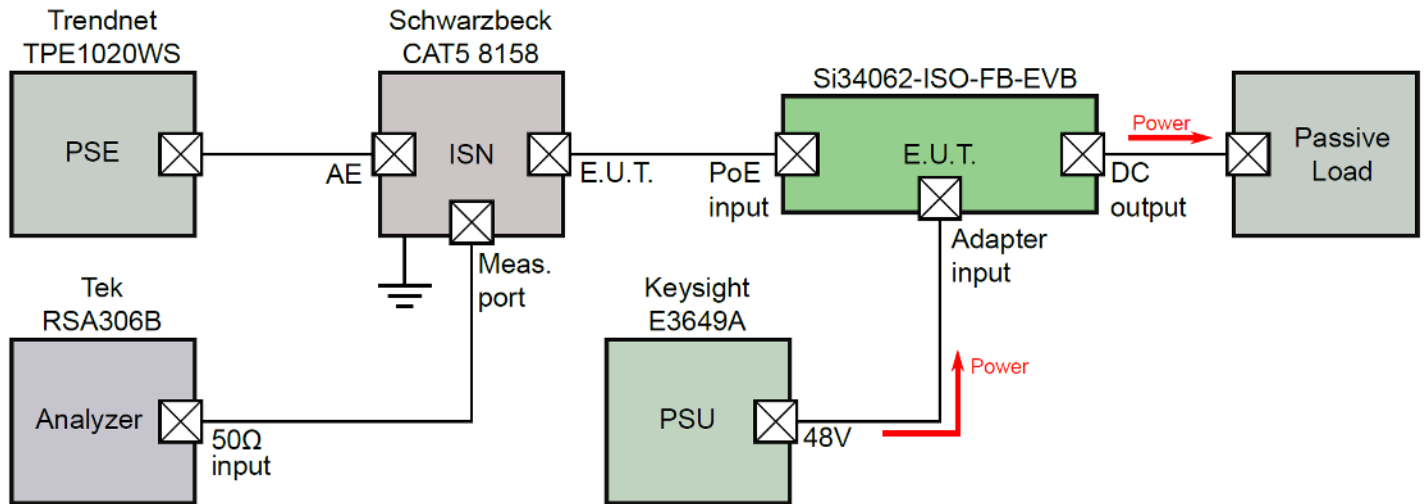 Trendnet
TPE1020WS
PSE
Schwarzbeck
CAT5 8158
ISN
AE
E.U.T.
Meas.
port
Si34062-ISO-FB-EVB
E.U.T.
PoE
input
DC
output
Adapter
input
Power
Passive
Load
Tek
RSA306B
Analyzer
50Ω
input
Keysight
E3649A
PSU
48V
Power